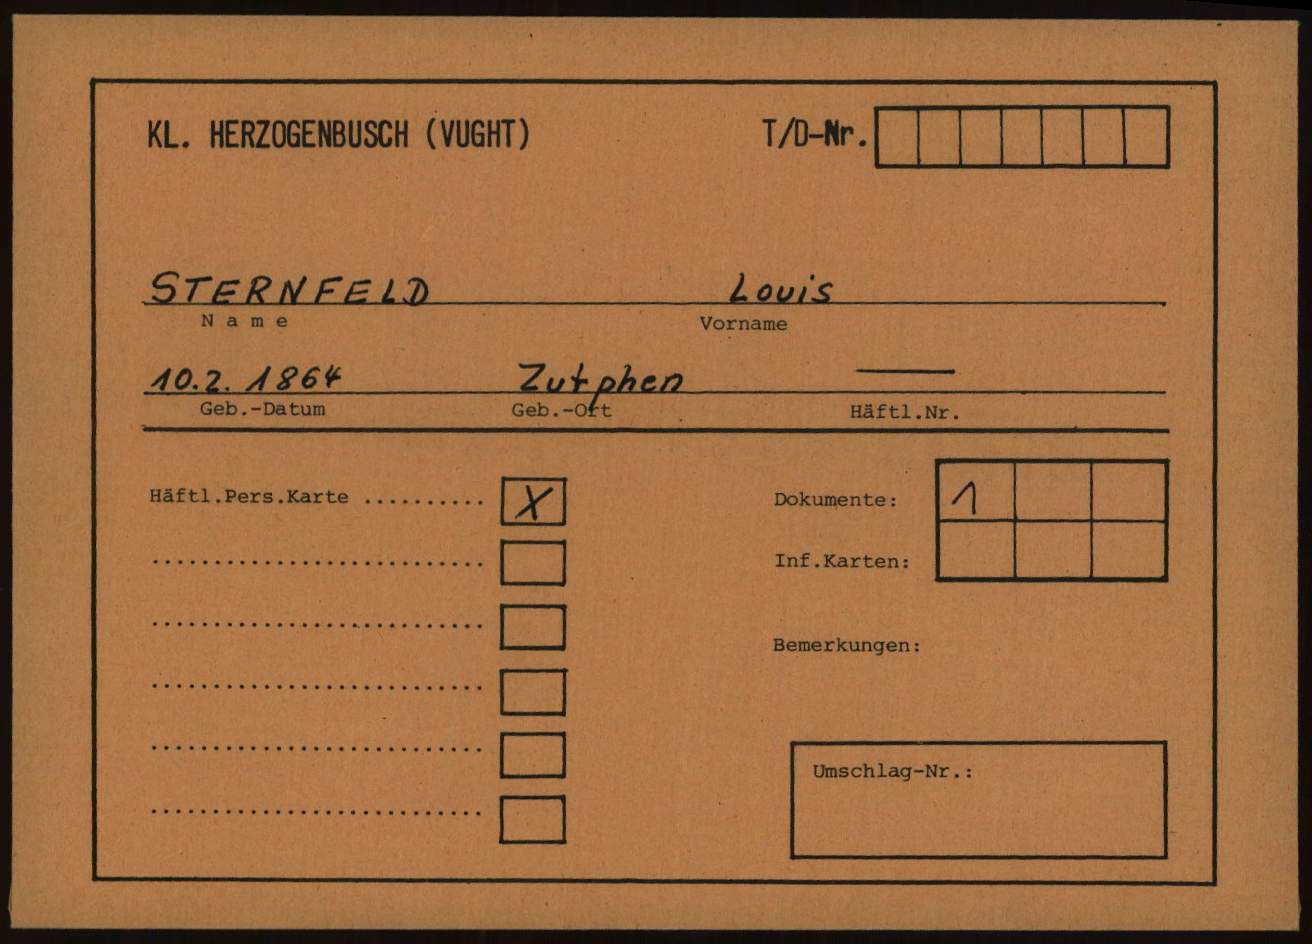 KL. HERZOGENBUSCH (VUGHT) T/D-Nr.
STERNFELD Louis
Name Vorname
10.2. 1864 Zutphen —
Geb.-Datum Geb.-Ort Häftl.Nr.
Häftl.Pers.Karte .......... X Dokumente: 1
Inf.Karten:
Bemerkungen:
Umschlag-Nr.: